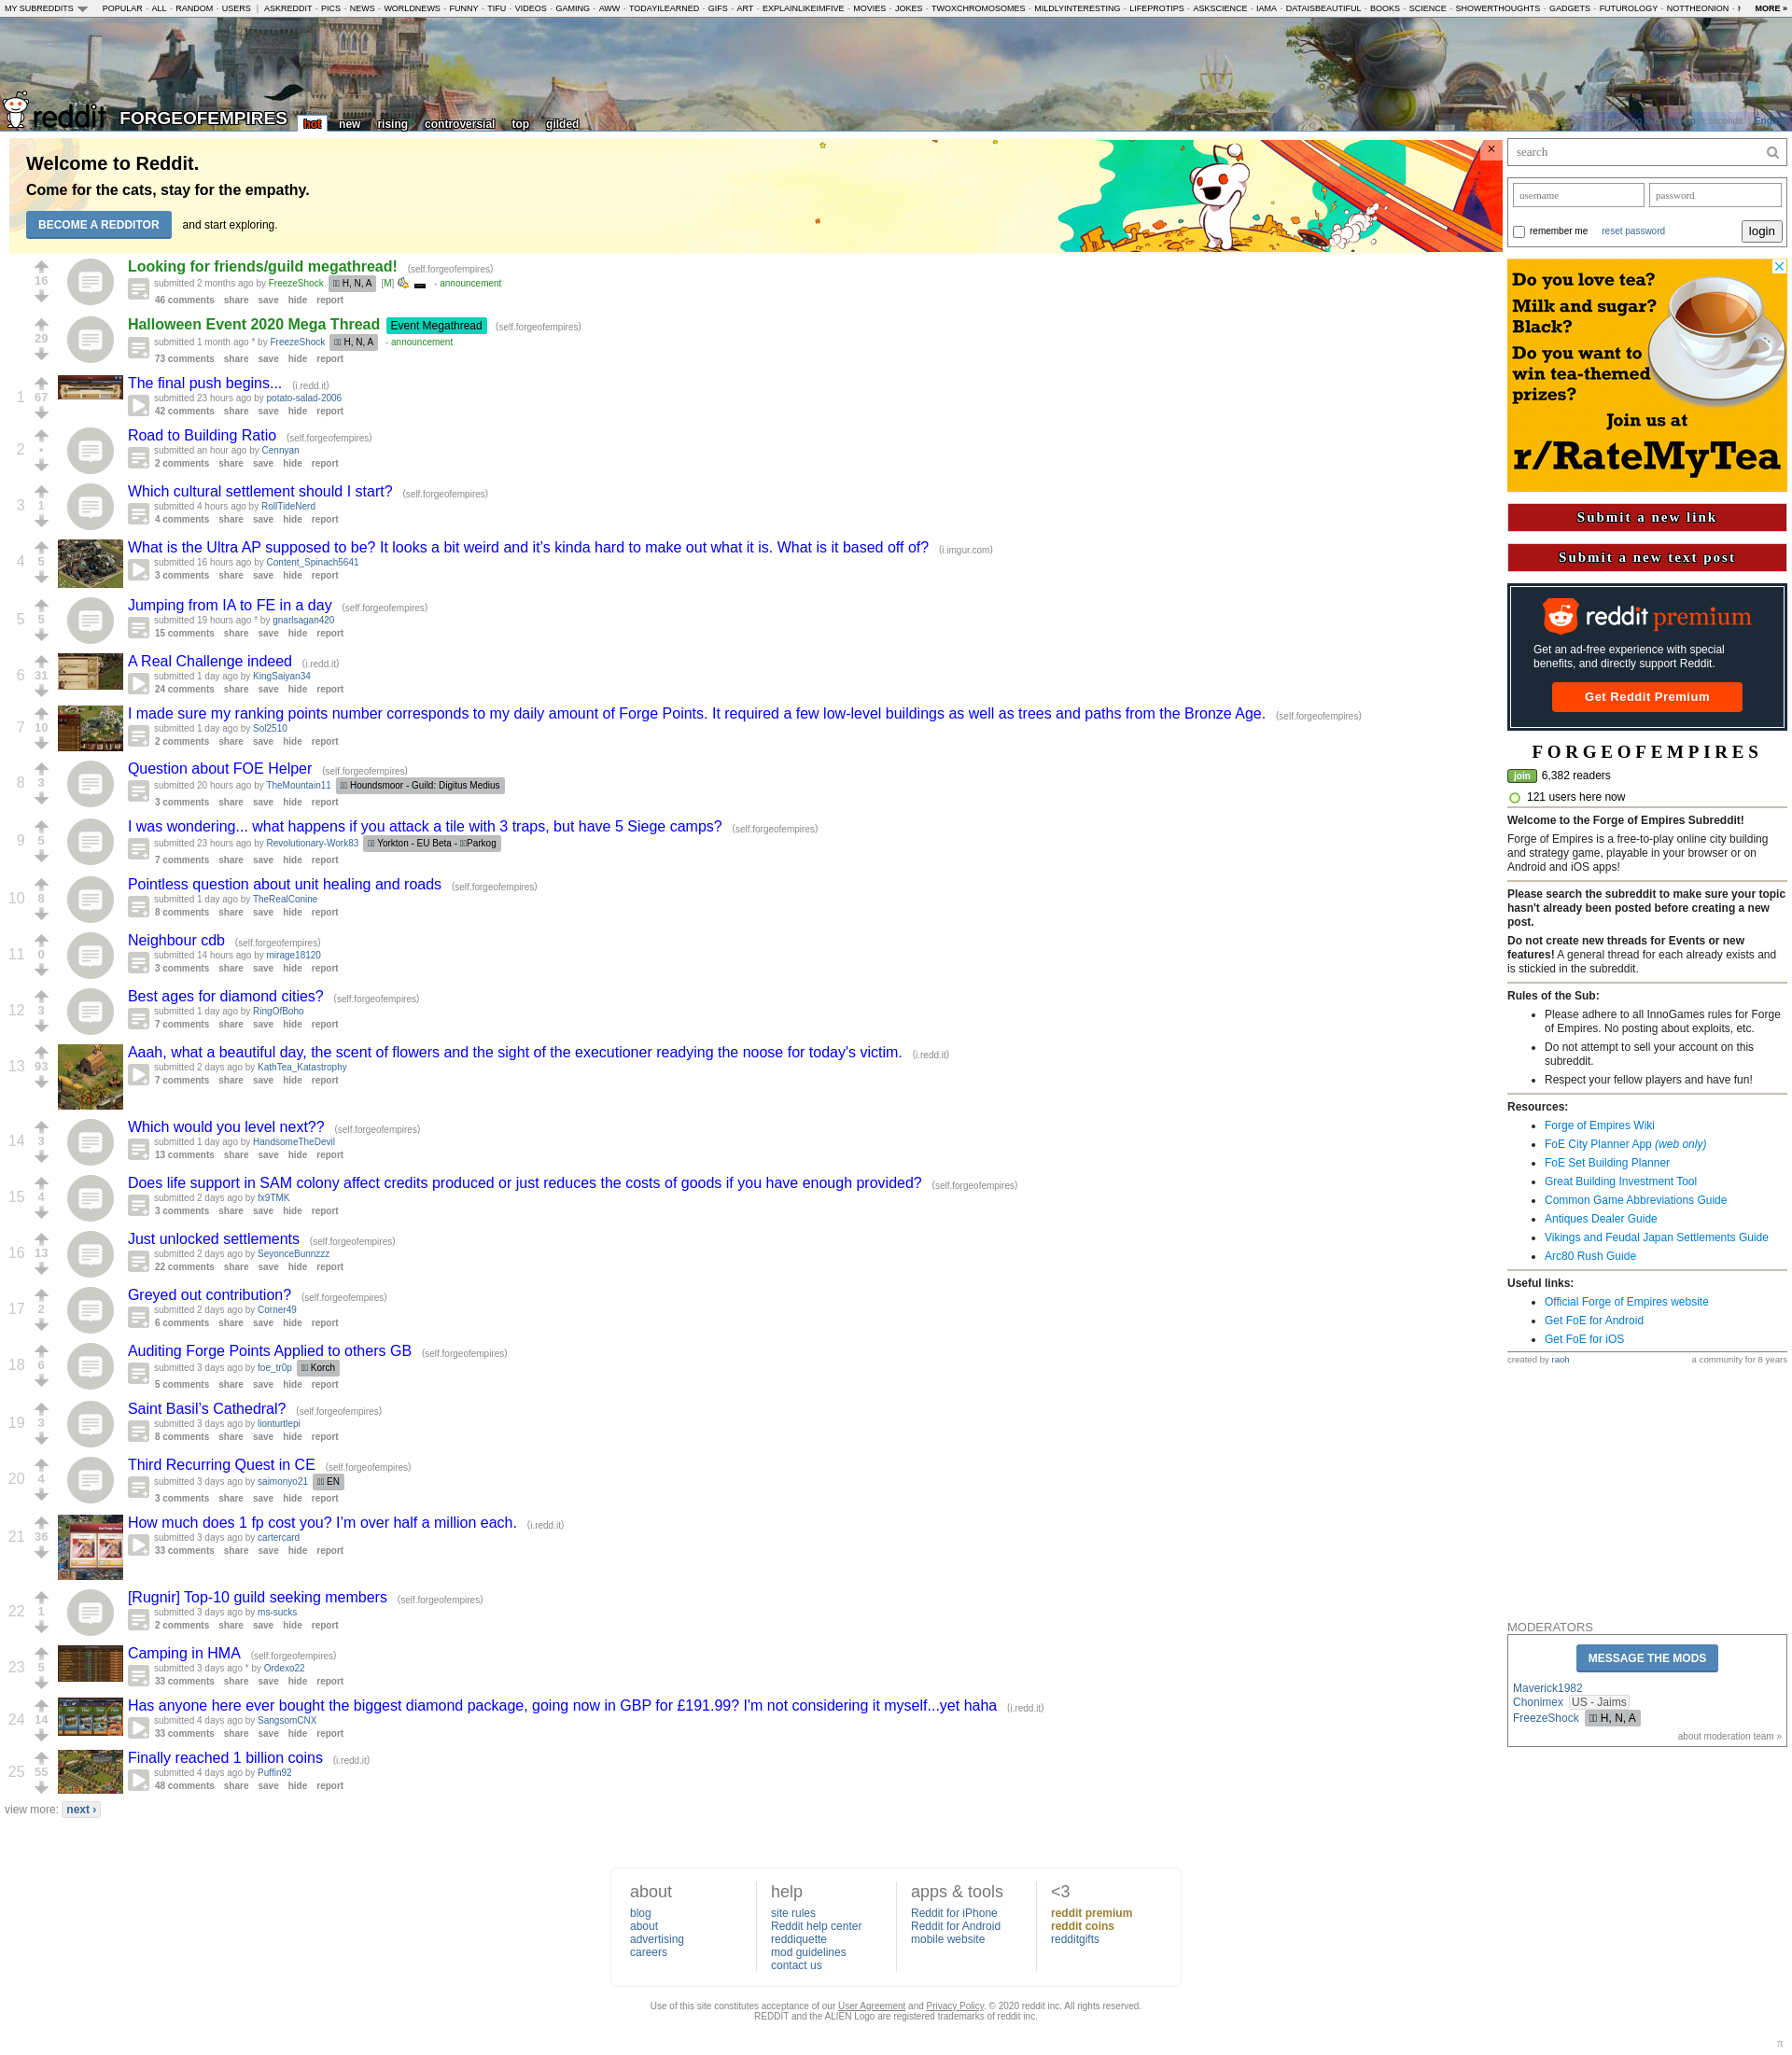 MY SUBREDDITS
POPULAR - ALL - RANDOM - USERS | ASKREDDIT - PICS - NEWS - WORLDNEWS - FUNNY - TIFU - VIDEOS - GAMING - AWW - TODAYILEARNED - GIFS - ART - EXPLAINLIKEIMFIVE - MOVIES - JOKES - TWOXCHROMOSOMES - MILDLYINTERESTING - LIFEPROTIPS - ASKSCIENCE - IAMA - DATAISBEAUTIFUL - BOOKS - SCIENCE - SHOWERTHOUGHTS - GADGETS - FUTUROLOGY - NOTTHEONION -
MORE »
reddit FORGEOFEMPIRES hot new rising controversial top gilded
Welcome to Reddit.
Come for the cats, stay for the empathy.
BECOME A REDDITOR and start exploring.
×
16
Looking for friends/guild megathread! (self.forgeofempires)
submitted 2 months ago by FreezeShock H, N, A [M] - announcement
46 comments share save hide report
29
Halloween Event 2020 Mega Thread Event Megathread (self.forgeofempires)
submitted 1 month ago * by FreezeShock H, N, A - announcement
73 comments share save hide report
1 67
The final push begins... (i.redd.it)
submitted 23 hours ago by potato-salad-2006
42 comments share save hide report
2 •
Road to Building Ratio (self.forgeofempires)
submitted an hour ago by Cennyan
2 comments share save hide report
3 1
Which cultural settlement should I start? (self.forgeofempires)
submitted 4 hours ago by RollTideNerd
4 comments share save hide report
4 5
What is the Ultra AP supposed to be? It looks a bit weird and it's kinda hard to make out what it is. What is it based off of? (i.imgur.com)
submitted 16 hours ago by Content_Spinach5641
3 comments share save hide report
5 5
Jumping from IA to FE in a day (self.forgeofempires)
submitted 19 hours ago * by gnarlsagan420
15 comments share save hide report
6 31
A Real Challenge indeed (i.redd.it)
submitted 1 day ago by KingSaiyan34
24 comments share save hide report
7 10
I made sure my ranking points number corresponds to my daily amount of Forge Points. It required a few low-level buildings as well as trees and paths from the Bronze Age. (self.forgeofempires)
submitted 1 day ago by Sol2510
2 comments share save hide report
8 3
Question about FOE Helper (self.forgeofempires)
submitted 20 hours ago by TheMountain11 Houndsmoor - Guild: Digitus Medius
3 comments share save hide report
9 5
I was wondering... what happens if you attack a tile with 3 traps, but have 5 Siege camps? (self.forgeofempires)
submitted 23 hours ago by Revolutionary-Work83 Yorkton - EU Beta - Parkog
7 comments share save hide report
10 8
Pointless question about unit healing and roads (self.forgeofempires)
submitted 1 day ago by TheRealConine
8 comments share save hide report
11 0
Neighbour cdb (self.forgeofempires)
submitted 14 hours ago by mirage18120
3 comments share save hide report
12 3
Best ages for diamond cities? (self.forgeofempires)
submitted 1 day ago by RingOfBoho
7 comments share save hide report
13 93
Aaah, what a beautiful day, the scent of flowers and the sight of the executioner readying the noose for today's victim. (i.redd.it)
submitted 2 days ago by KathTea_Katastrophy
7 comments share save hide report
14 3
Which would you level next?? (self.forgeofempires)
submitted 1 day ago by HandsomeTheDevil
13 comments share save hide report
15 4
Does life support in SAM colony affect credits produced or just reduces the costs of goods if you have enough provided? (self.forgeofempires)
submitted 2 days ago by fx9TMK
3 comments share save hide report
16 13
Just unlocked settlements (self.forgeofempires)
submitted 2 days ago by SeyonceBunnzzz
22 comments share save hide report
17 2
Greyed out contribution? (self.forgeofempires)
submitted 2 days ago by Corner49
6 comments share save hide report
18 6
Auditing Forge Points Applied to others GB (self.forgeofempires)
submitted 3 days ago by foe_tr0p Korch
5 comments share save hide report
19 3
Saint Basil's Cathedral? (self.forgeofempires)
submitted 3 days ago by lionturtlepi
8 comments share save hide report
20 4
Third Recurring Quest in CE (self.forgeofempires)
submitted 3 days ago by saimonyo21 EN
3 comments share save hide report
21 36
How much does 1 fp cost you? I'm over half a million each. (i.redd.it)
submitted 3 days ago by cartercard
33 comments share save hide report
22 1
[Rugnir] Top-10 guild seeking members (self.forgeofempires)
submitted 3 days ago by ms-sucks
2 comments share save hide report
23 5
Camping in HMA (self.forgeofempires)
submitted 3 days ago * by Ordexo22
33 comments share save hide report
24 14
Has anyone here ever bought the biggest diamond package, going now in GBP for £191.99? I'm not considering it myself...yet haha (i.redd.it)
submitted 4 days ago by SangsomCNX
33 comments share save hide report
25 55
Finally reached 1 billion coins (i.redd.it)
submitted 4 days ago by Puffin92
48 comments share save hide report
view more: next ›
search
username password
remember me reset password login
Do you love tea?
Milk and sugar?
Black?
Do you want to
win tea-themed
prizes?
Join us at
r/RateMyTea
Submit a new link
Submit a new text post
reddit premium
Get an ad-free experience with special
benefits, and directly support Reddit.
Get Reddit Premium
FORGEOFEMPIRES
join 6,382 readers
121 users here now
Welcome to the Forge of Empires Subreddit!
Forge of Empires is a free-to-play online city building
and strategy game, playable in your browser or on
Android and iOS apps!
Please search the subreddit to make sure your topic
hasn't already been posted before creating a new
post.
Do not create new threads for Events or new
features! A general thread for each already exists and
is stickied in the subreddit.
Rules of the Sub:
Please adhere to all InnoGames rules for Forge
of Empires. No posting about exploits, etc.
Do not attempt to sell your account on this
subreddit.
Respect your fellow players and have fun!
Resources:
Forge of Empires Wiki
FoE City Planner App (web only)
FoE Set Building Planner
Great Building Investment Tool
Common Game Abbreviations Guide
Antiques Dealer Guide
Vikings and Feudal Japan Settlements Guide
Arc80 Rush Guide
Useful links:
Official Forge of Empires website
Get FoE for Android
Get FoE for iOS
created by raoh a community for 8 years
MODERATORS
MESSAGE THE MODS
Maverick1982
Chonimex US - Jaims
FreezeShock H, N, A
about moderation team »
about
blog
about
advertising
careers
help
site rules
Reddit help center
reddiquette
mod guidelines
contact us
apps & tools
Reddit for iPhone
Reddit for Android
mobile website
<3
reddit premium
reddit coins
redditgifts
Use of this site constitutes acceptance of our User Agreement and Privacy Policy. © 2020 reddit inc. All rights reserved.
REDDIT and the ALIEN Logo are registered trademarks of reddit inc.
π